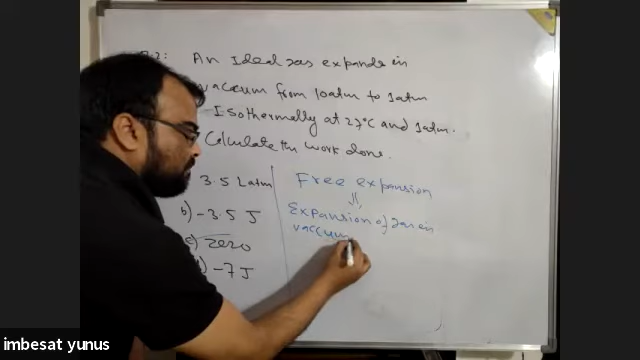 An Ideal gas expands in
vaccum from 10atm to 1atm
Isothermally at 27°C and 1atm.
Calculate the work done.
3.5 Latm
b) -3.5 J
c) zero
-7 J
Free expansion
Expansion of gas in
vaccum
imbesat yunus